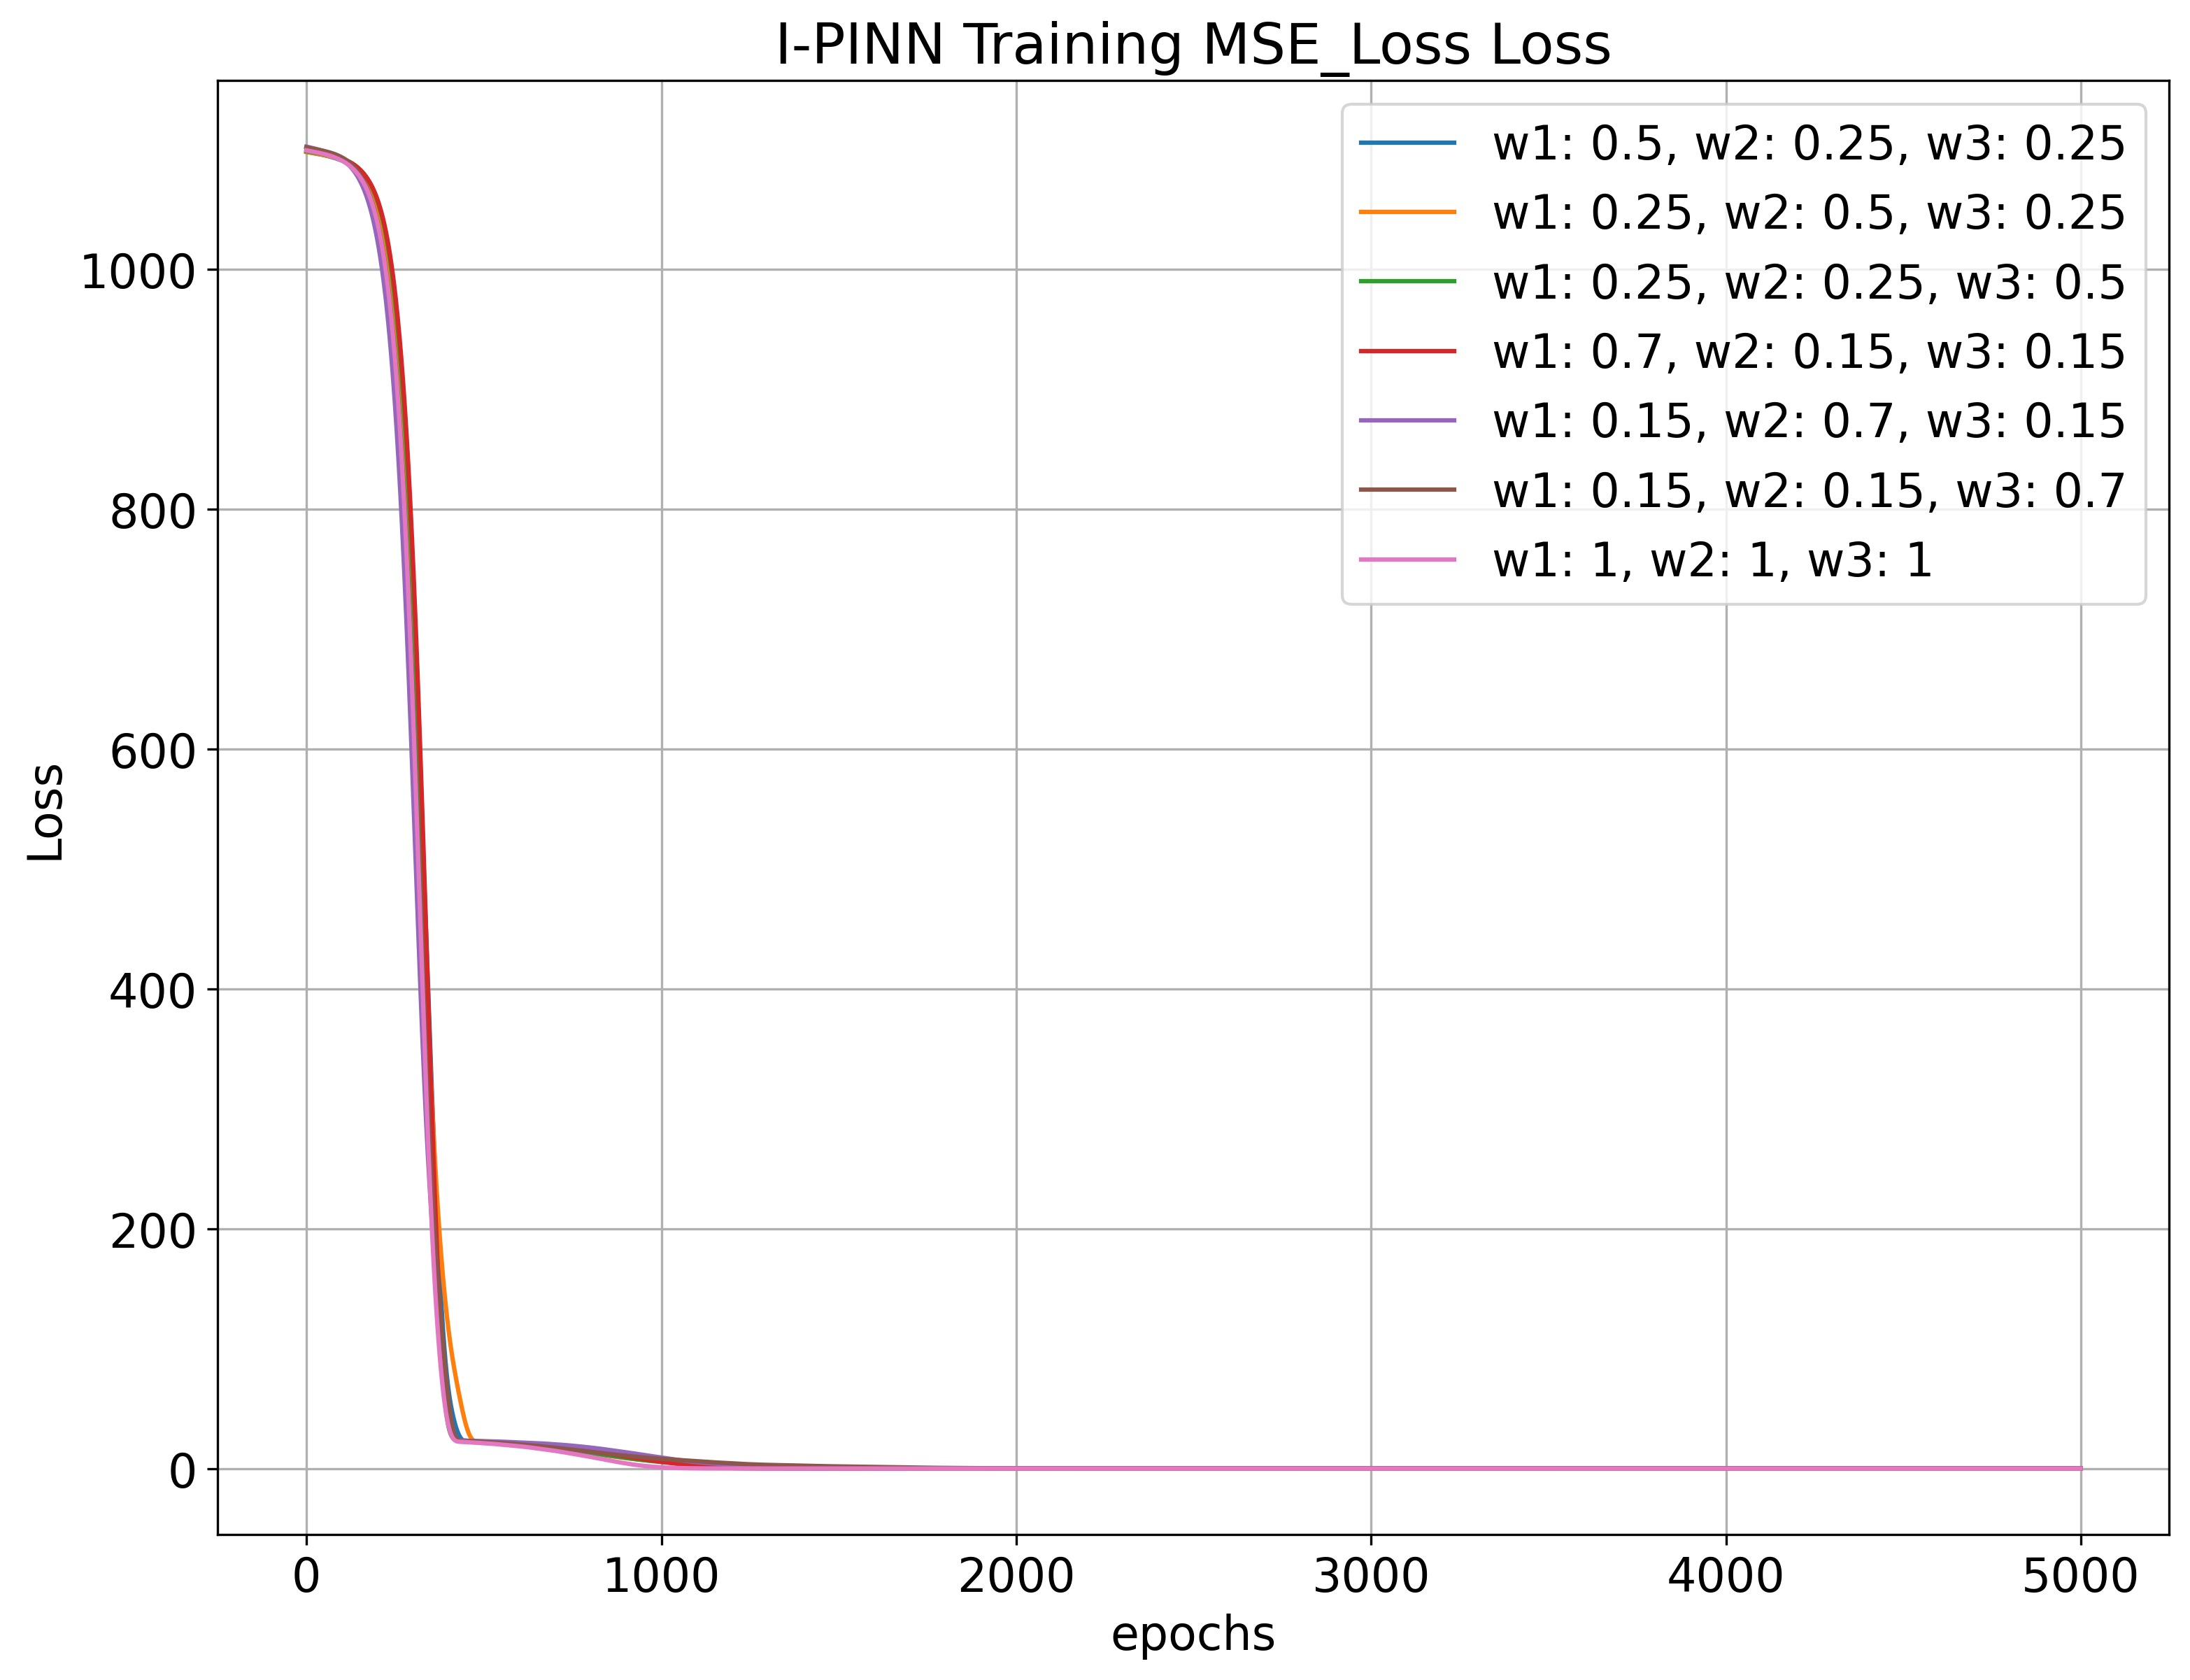 I-PINN Training MSE_Loss Loss
w1: 0.5, w2: 0.25, w3: 0.25
w1: 0.25, w2: 0.5, w3: 0.25
w1: 0.25, w2: 0.25, w3: 0.5
w1: 0.7, w2: 0.15, w3: 0.15
w1: 0.15, w2: 0.7, w3: 0.15
w1: 0.15, w2: 0.15, w3: 0.7
w1: 1, w2: 1, w3: 1
1000
800
600
400
200
0
Loss
0 1000 2000 3000 4000 5000
epochs